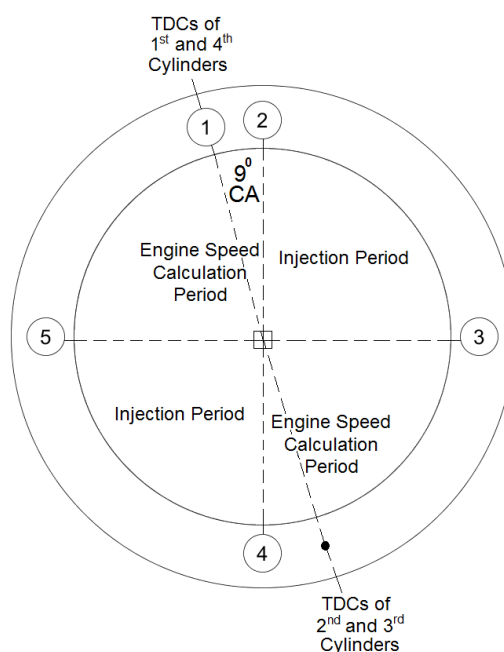 TDCs of
1st and 4th
Cylinders
1
2
9⁰
CA
Engine Speed
Calculation
Period
Injection Period
5
3
Injection Period
Engine Speed
Calculation
Period
4
TDCs of
2nd and 3rd
Cylinders